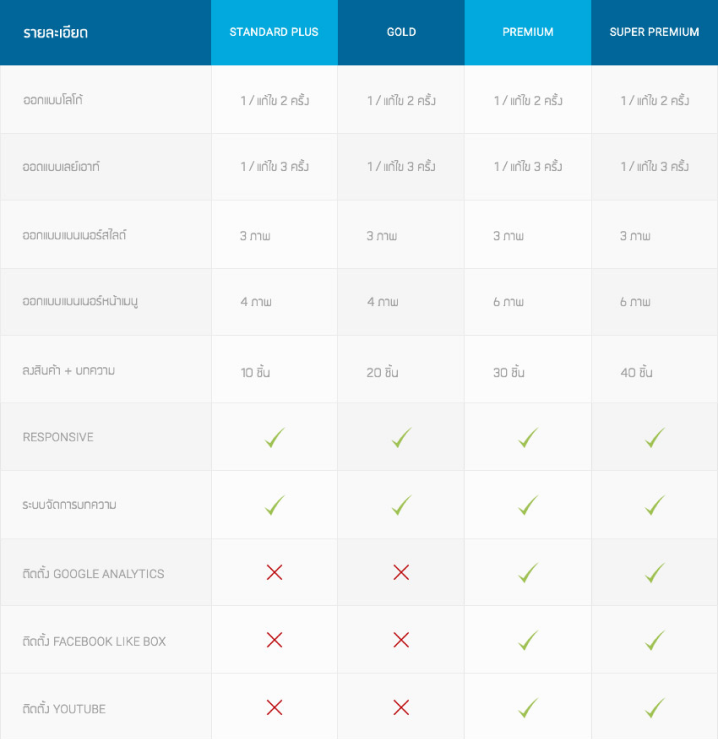 รายละเอียด STANDARD PLUS GOLD PREMIUM SUPER PREMIUM
ออกแบบโลโก้ 1 / แก้ไข 2 ครั้ง 1 / แก้ไข 2 ครั้ง 1 / แก้ไข 2 ครั้ง 1 / แก้ไข 2 ครั้ง
ออดแบบเลย์เอาท์ 1 / แก้ไข 3 ครั้ง 1 / แก้ไข 3 ครั้ง 1 / แก้ไข 3 ครั้ง 1 / แก้ไข 3 ครั้ง
ออกแบบแบนเนอร์สไลด์ 3 ภาพ 3 ภาพ 3 ภาพ 3 ภาพ
ออกแบบแบนเนอร์หน้าเมนู 4 ภาพ 4 ภาพ 6 ภาพ 6 ภาพ
ลงสินค้า + บทความ 10 ชิ้น 20 ชิ้น 30 ชิ้น 40 ชิ้น
RESPONSIVE
ระบบจัดการบทความ
ติดตั้ง GOOGLE ANALYTICS
ติดตั้ง FACEBOOK LIKE BOX
ติดตั้ง YOUTUBE